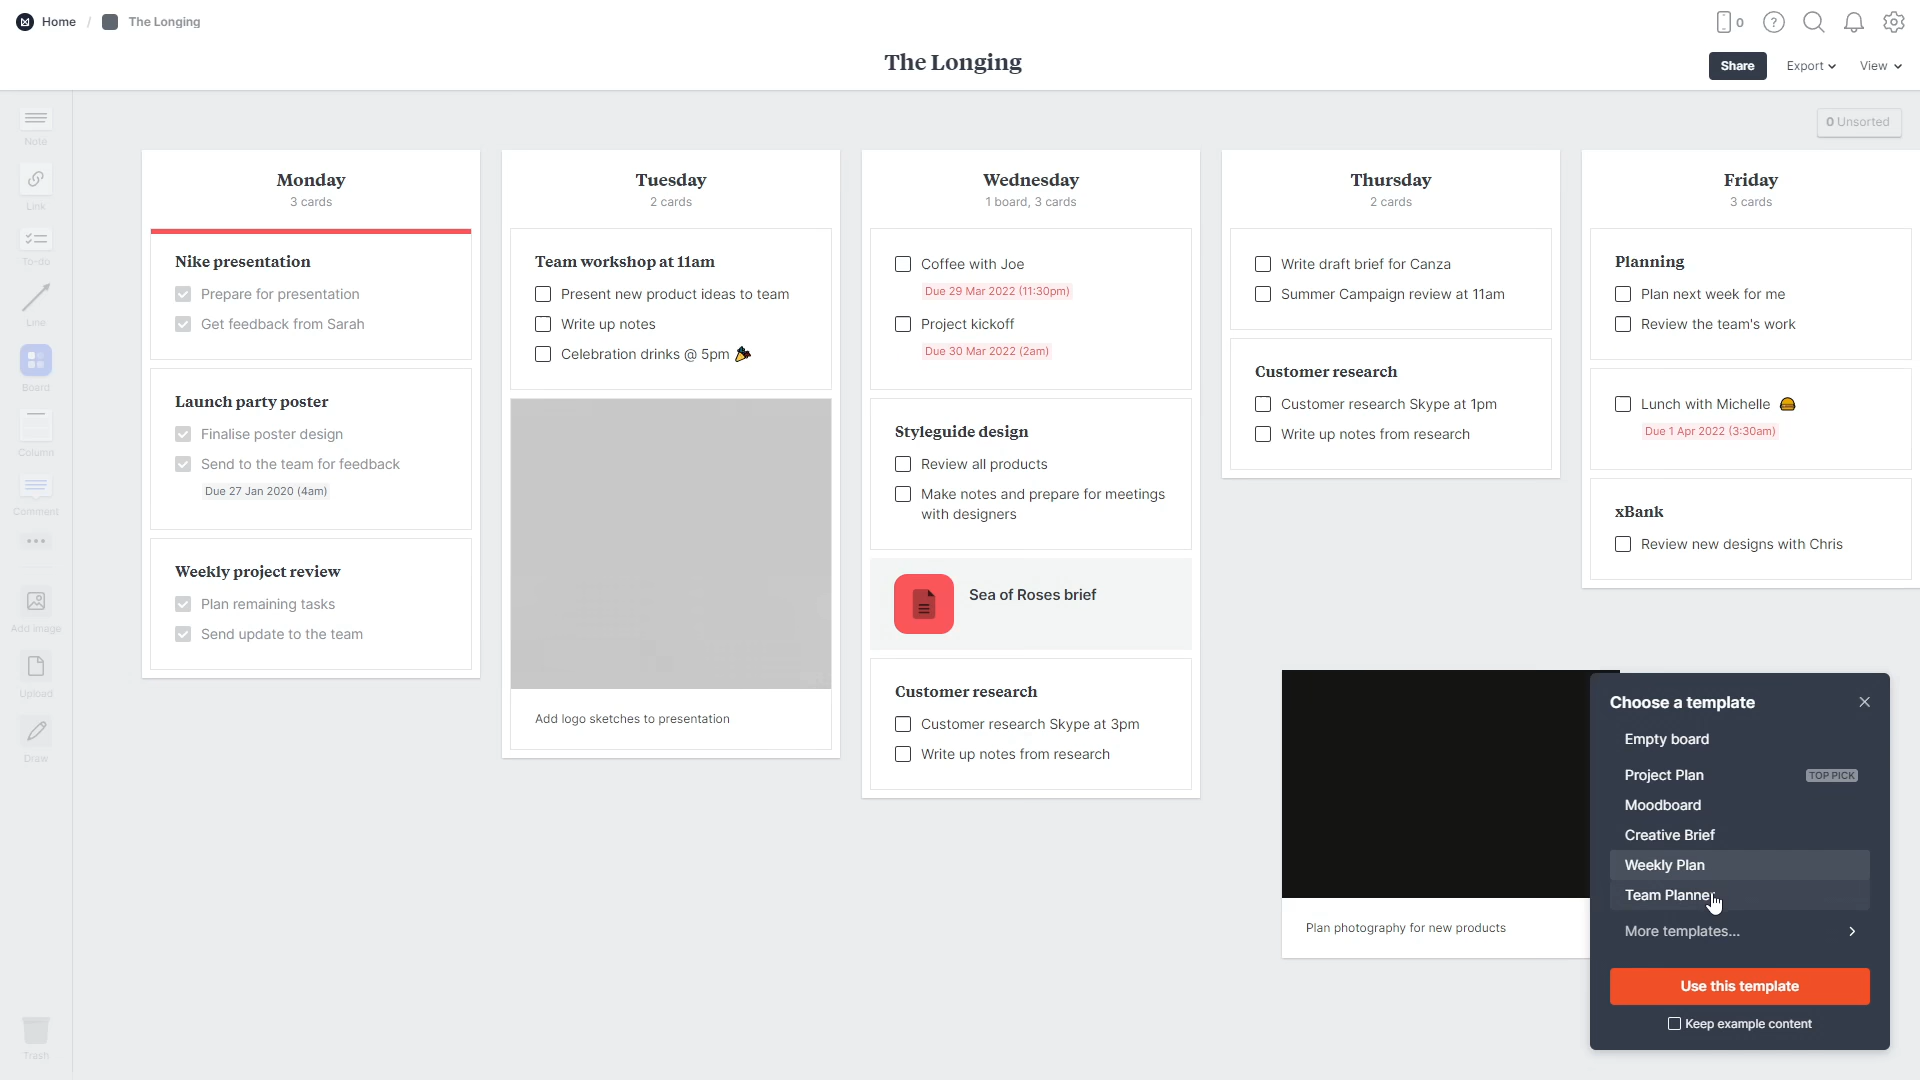 Home / The Longing
0
The Longing
Share
Export
View
Note
Link
To-do
Line
Board
Column
Comment
Add image
Upload
Draw
Trash
0 Unsorted
Monday
3 cards
Nike presentation
Prepare for presentation
Get feedback from Sarah
Launch party poster
Finalise poster design
Send to the team for feedback
Due 27 Jan 2020 (4am)
Weekly project review
Plan remaining tasks
Send update to the team
Tuesday
2 cards
Team workshop at 11am
Present new product ideas to team
Write up notes
Celebration drinks @ 5pm 🎉
Add logo sketches to presentation
Wednesday
1 board, 3 cards
Coffee with Joe
Due 29 Mar 2022 (11:30pm)
Project kickoff
Due 30 Mar 2022 (2am)
Styleguide design
Review all products
Make notes and prepare for meetings
with designers
Sea of Roses brief
Customer research
Customer research Skype at 3pm
Write up notes from research
Thursday
2 cards
Write draft brief for Canza
Summer Campaign review at 11am
Customer research
Customer research Skype at 1pm
Write up notes from research
Friday
3 cards
Planning
Plan next week for me
Review the team's work
Lunch with Michelle 🍔
Due 1 Apr 2022 (3:30am)
xBank
Review new designs with Chris
Plan photography for new products
Choose a template
Empty board
Project Plan
TOP PICK
Moodboard
Creative Brief
Weekly Plan
Team Planner
More templates...
Use this template
Keep example content